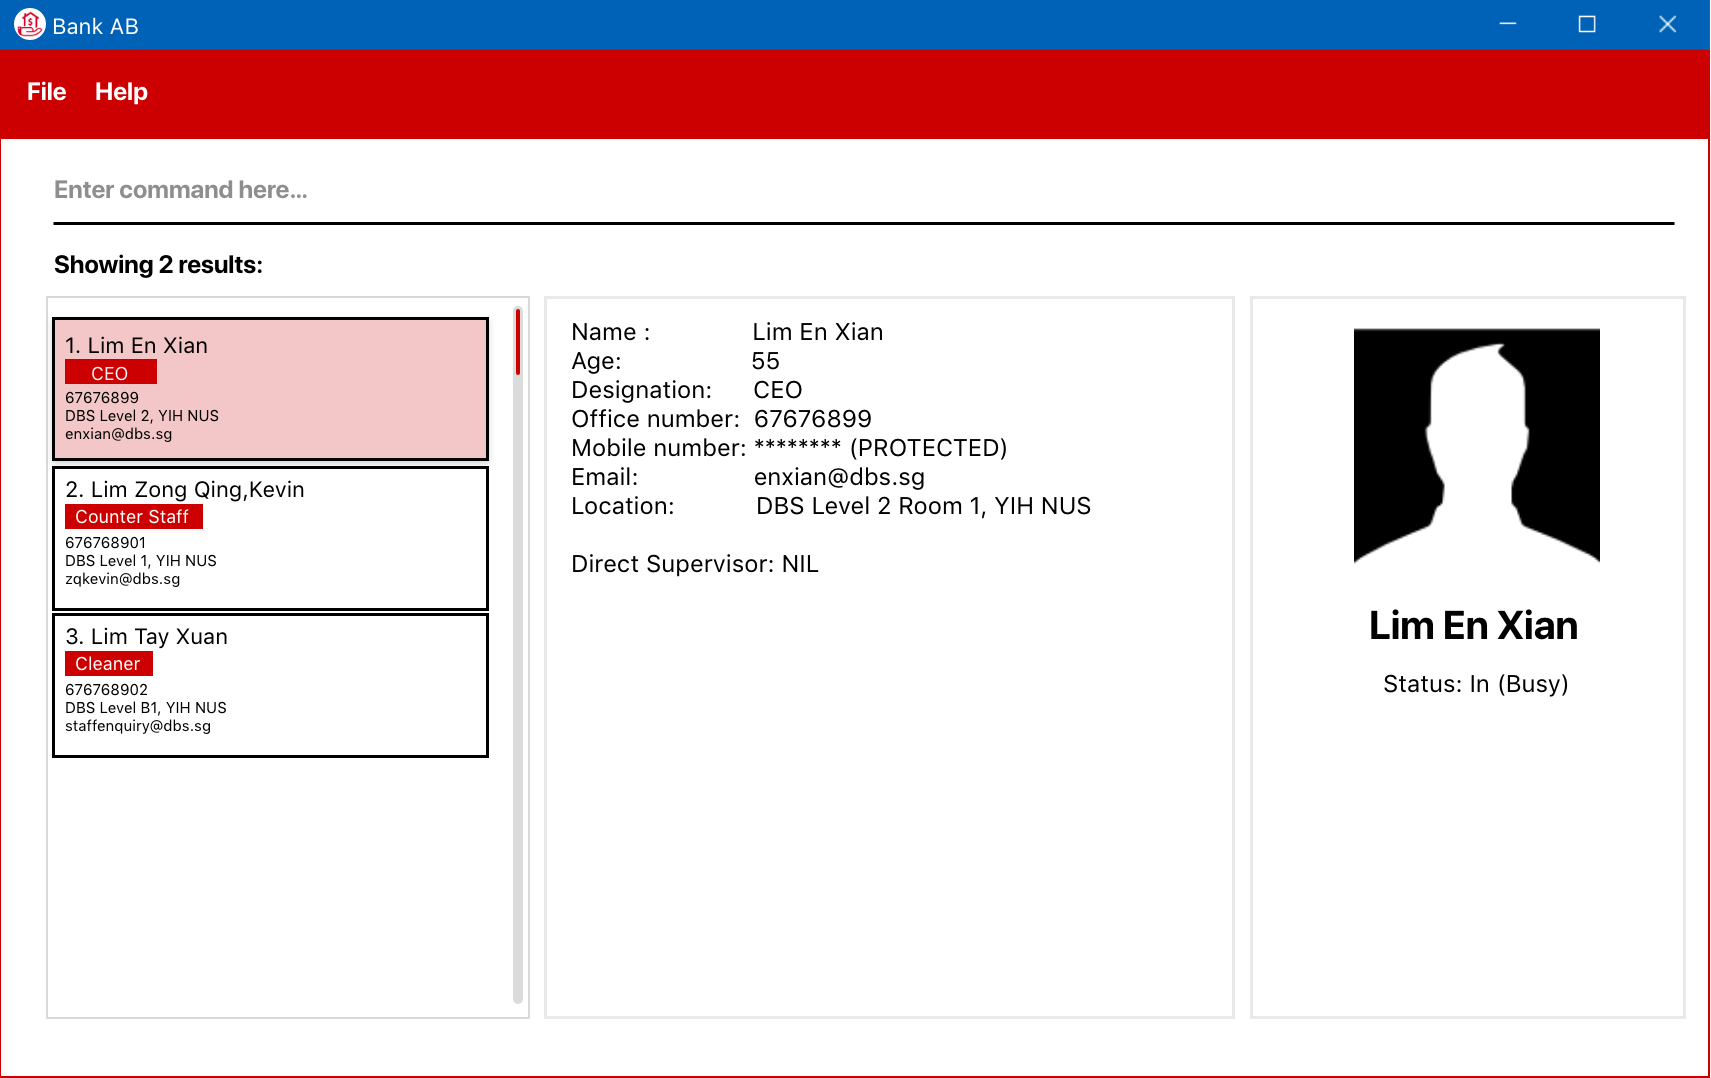 Bank AB
File Help
Enter command here...
Showing 2 results:
1. Lim En Xian
CEO
67676899
DBS Level 2, YIH NUS
enxian@dbs.sg
2. Lim Zong Qing,Kevin
Counter Staff
676768901
DBS Level 1, YIH NUS
zqkevin@dbs.sg
3. Lim Tay Xuan
Cleaner
676768902
DBS Level B1, YIH NUS
staffenquiry@dbs.sg
Name : Lim En Xian
Age: 55
Designation: CEO
Office number: 67676899
Mobile number: ******** (PROTECTED)
Email: enxian@dbs.sg
Location: DBS Level 2 Room 1, YIH NUS
Direct Supervisor: NIL
Lim En Xian
Status: In (Busy)